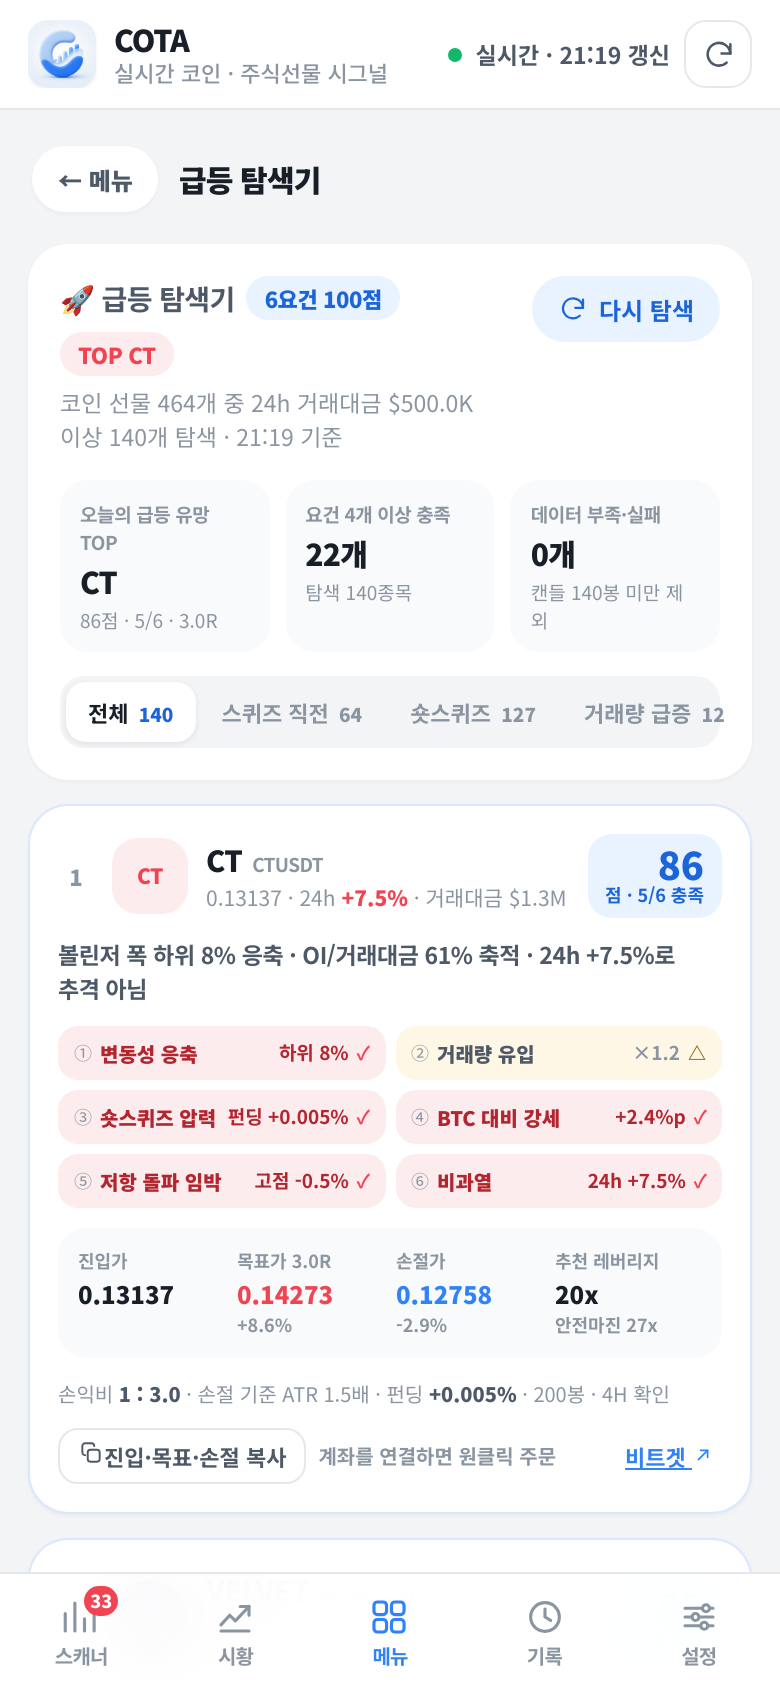 COTA
실시간 코인 · 주식선물 시그널
실시간 · 21:19 갱신
← 메뉴
급등 탐색기
🚀 급등 탐색기 6요건 100점
다시 탐색
TOP CT
코인 선물 464개 중 24h 거래대금 $500.0K
이상 140개 탐색 · 21:19 기준
오늘의 급등 유망
TOP
CT
86점 · 5/6 · 3.0R
요건 4개 이상 충족
22개
탐색 140종목
데이터 부족·실패
0개
캔들 140봉 미만 제
외
전체 140 스퀴즈 직전 64 숏스퀴즈 127 거래량 급증 12
1
CT
CT CTUSDT
0.13137 · 24h +7.5% · 거래대금 $1.3M
86
점 · 5/6 충족
볼린저 폭 하위 8% 응축 · OI/거래대금 61% 축적 · 24h +7.5%로
추격 아님
① 변동성 응축 하위 8% ✓
② 거래량 유입 ×1.2 △
③ 숏스퀴즈 압력 펀딩 +0.005% ✓
④ BTC 대비 강세 +2.4%p ✓
⑤ 저항 돌파 임박 고점 -0.5% ✓
⑥ 비과열 24h +7.5% ✓
진입가
0.13137
목표가 3.0R
0.14273
+8.6%
손절가
0.12758
-2.9%
추천 레버리지
20x
안전마진 27x
손익비 1 : 3.0 · 손절 기준 ATR 1.5배 · 펀딩 +0.005% · 200봉 · 4H 확인
진입·목표·손절 복사
계좌를 연결하면 원클릭 주문
비트겟 ↗
VELVET
33
스캐너
시황
메뉴
기록
설정